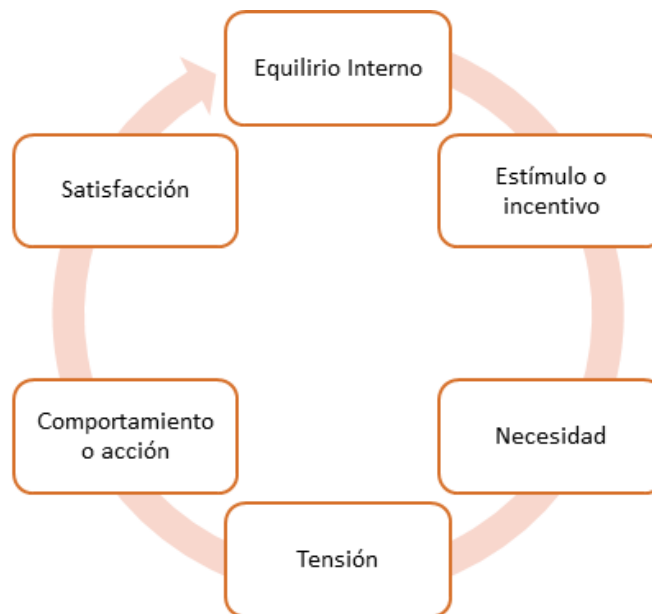 Equilirio Interno
Estímulo o
incentivo
Necesidad
Tensión
Comportamiento
o acción
Satisfacción